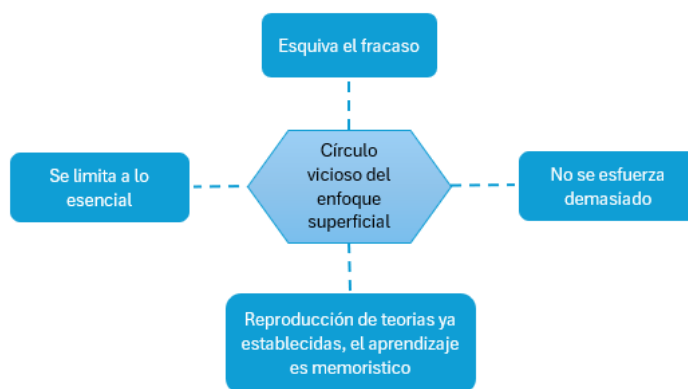 Esquiva el fracaso
Se limita a lo
esencial
Círculo
vicioso del
enfoque
superficial
No se esfuerza
demasiado
Reproducción de teorias ya
establecidas, el aprendizaje
es memoristico